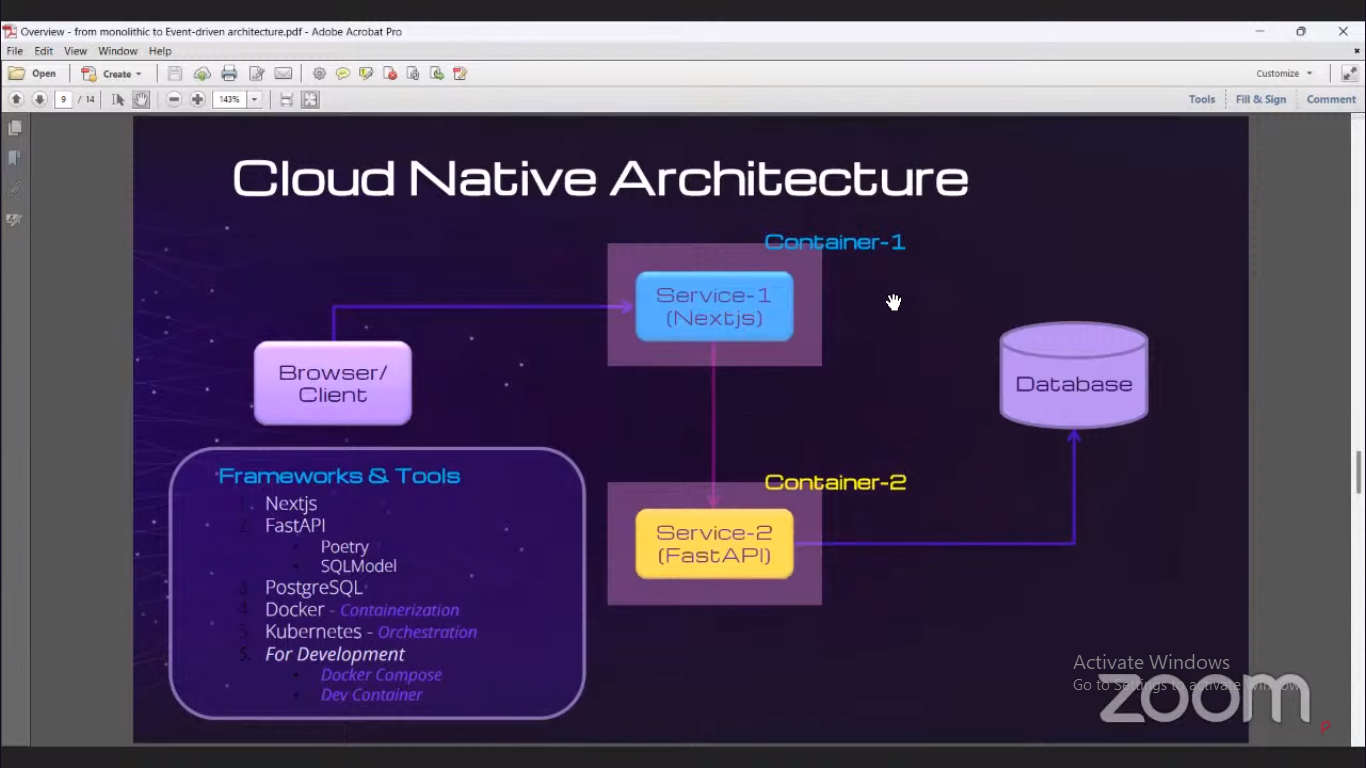 Overview - from monolithic to Event-driven architecture.pdf - Adobe Acrobat Pro
File Edit View Window Help
Open Create Customize
9 / 14 143% Tools Fill & Sign Comment
Cloud Native Architecture
Container-1
Service-1
(Nextjs)
Browser/
Client
Database
Container-2
Service-2
(FastAPI)
Frameworks & Tools
1. Nextjs
2. FastAPI
• Poetry
• SQLModel
3. PostgreSQL
4. Docker - Containerization
5. Kubernetes - Orchestration
5. For Development
• Docker Compose
• Dev Container
Activate Windows
Go to Settings to activate Windows
zoom
P